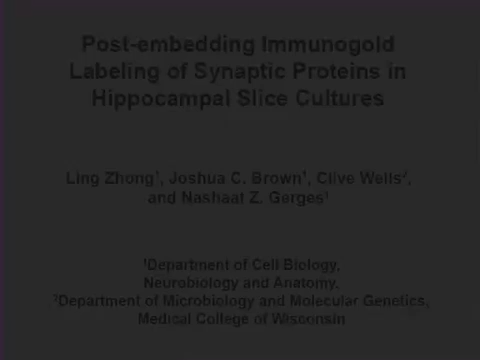 Post-embedding Immunogold
Labeling of Synaptic Proteins in
Hippocampal Slice Cultures
Ling Zhong¹, Joshua C. Brown¹, Clive Wells²,
and Nashaat Z. Gerges¹
¹Department of Cell Biology,
Neurobiology and Anatomy,
²Department of Microbiology and Molecular Genetics,
Medical College of Wisconsin